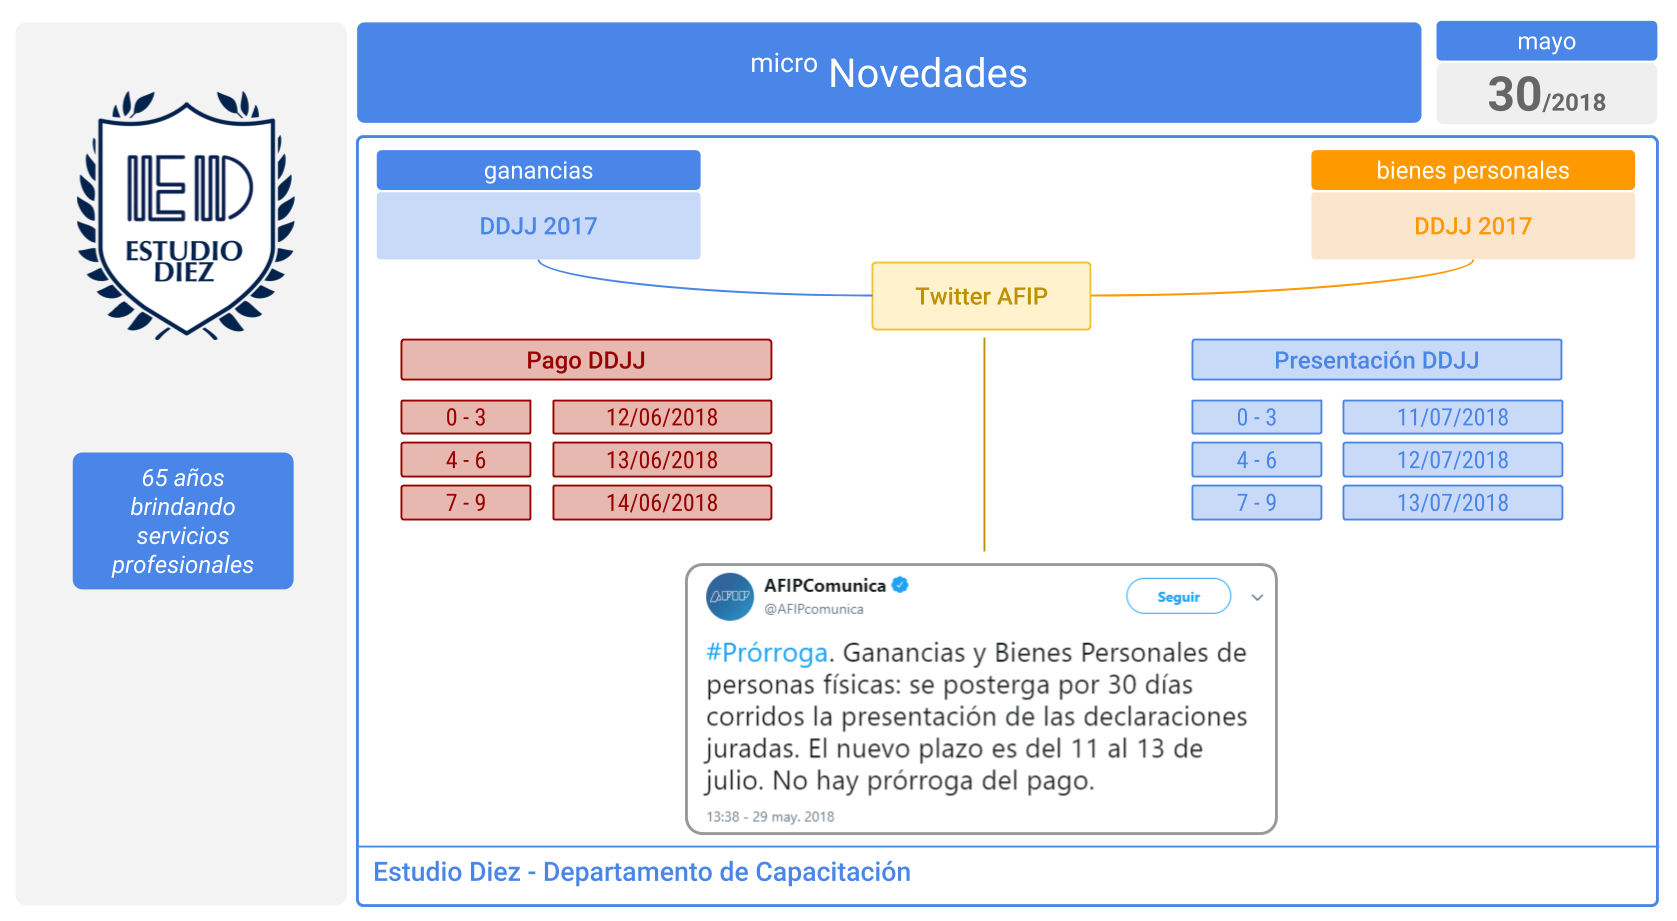 micro Novedades
mayo
30/2018
ED
ESTUDIO
DIEZ
65 años
brindando
servicios
profesionales
ganancias
DDJJ 2017
bienes personales
DDJJ 2017
Twitter AFIP
Pago DDJJ
0 - 3 12/06/2018
4 - 6 13/06/2018
7 - 9 14/06/2018
Presentación DDJJ
0 - 3 11/07/2018
4 - 6 12/07/2018
7 - 9 13/07/2018
AFIP
AFIPComunica
@AFIPcomunica
Seguir
#Prórroga. Ganancias y Bienes Personales de
personas físicas: se posterga por 30 días
corridos la presentación de las declaraciones
juradas. El nuevo plazo es del 11 al 13 de
julio. No hay prórroga del pago.
13:38 - 29 may. 2018
Estudio Diez - Departamento de Capacitación